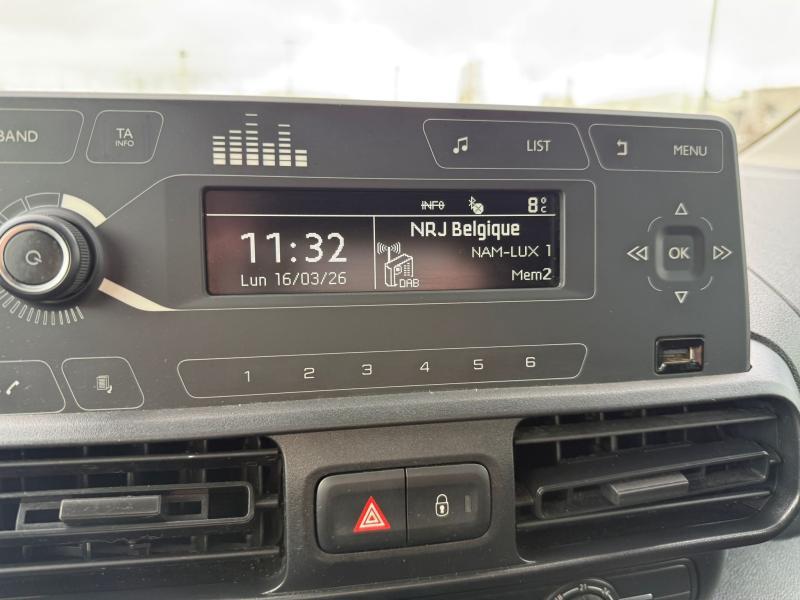 BAND
TA
INFO
LIST
MENU
INFO
8°C
11:32
Lun 16/03/26
NRJ Belgique
NAM-LUX 1
Mem2
DAB
OK
1 2 3 4 5 6